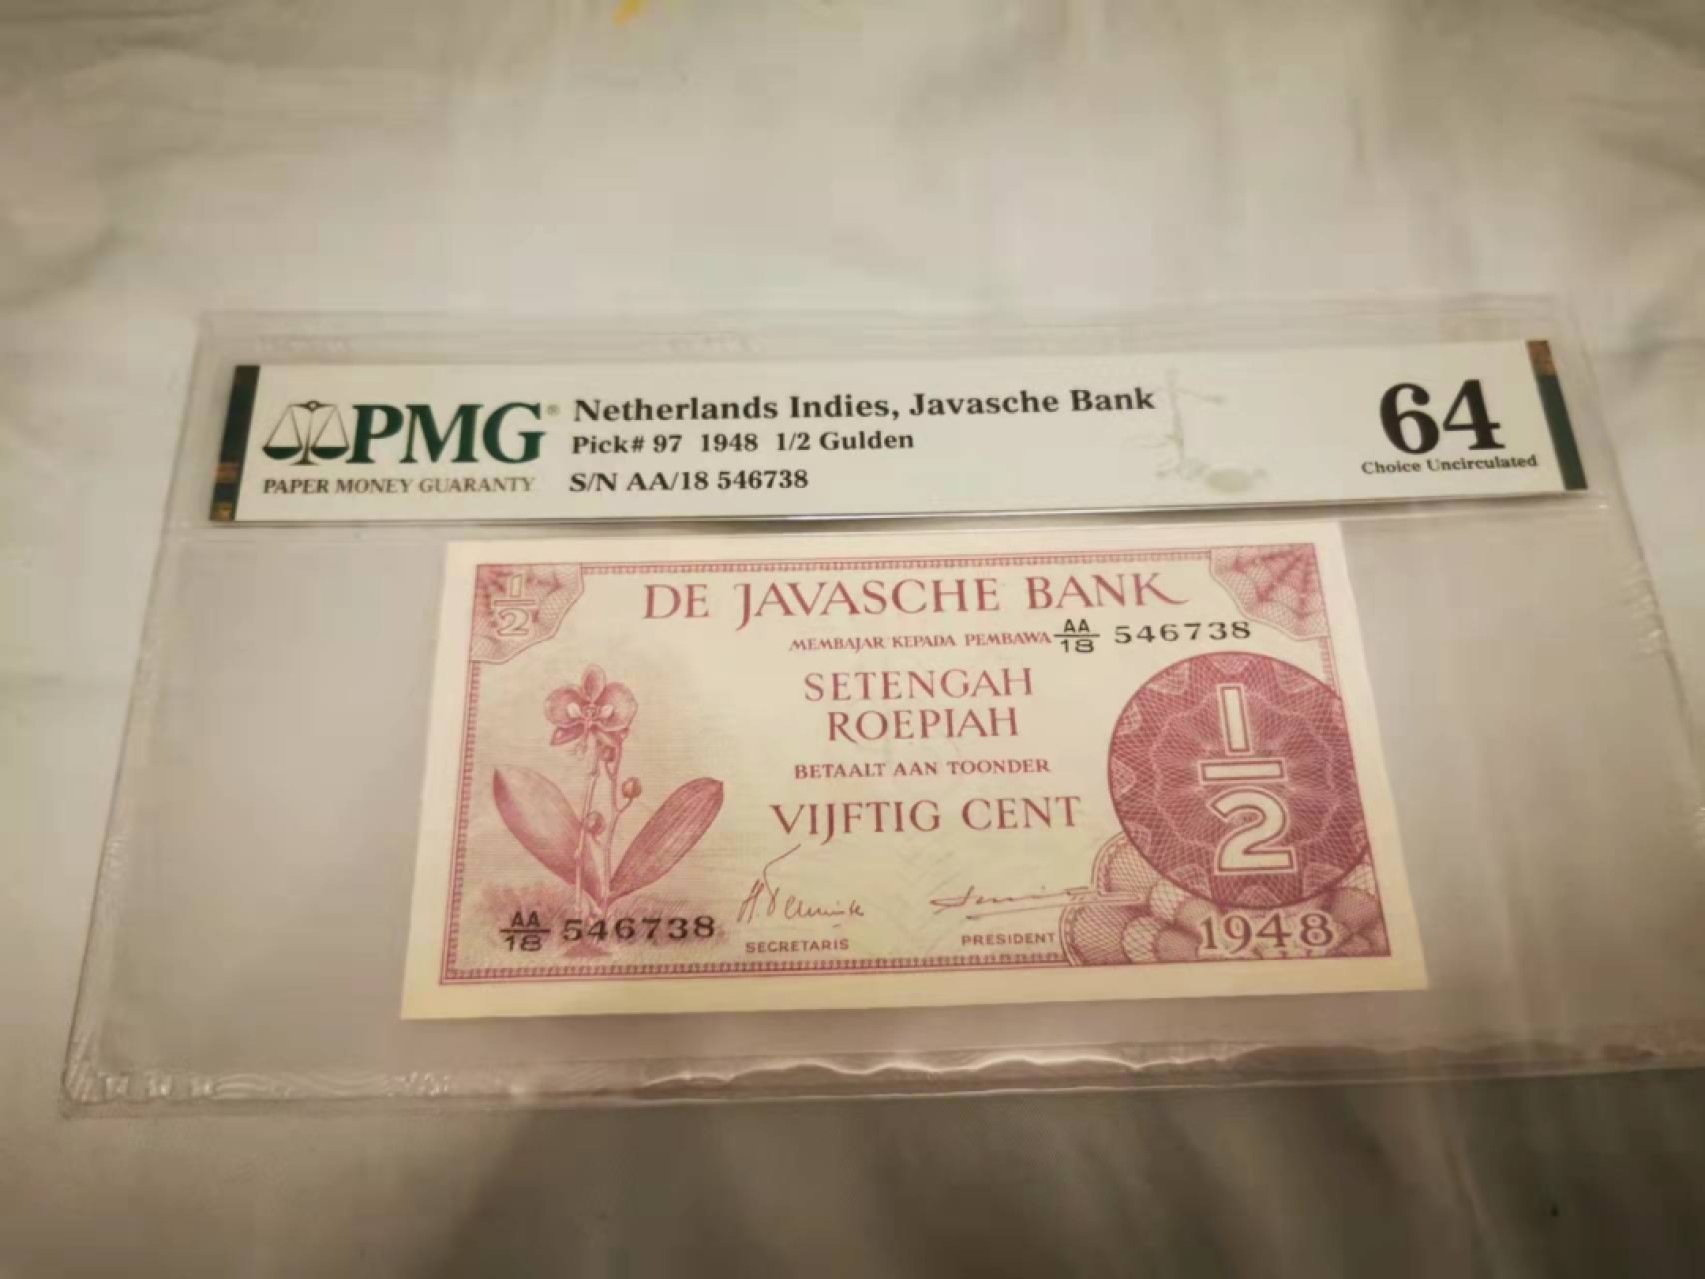 PMG®
PAPER MONEY GUARANTY
Netherlands Indies, Javasche Bank
Pick# 97 1948 1/2 Gulden
S/N AA/18 546738
64
Choice Uncirculated
1/2
DE JAVASCHE BANK
MEMBAJAR KEPADA PEMBAWA AA/18 546738
SETENGAH
ROEPIAH
BETAALT AAN TOONDER
VIJFTIG CENT
1/2
AA/18 546738
SECRETARIS
PRESIDENT
1948